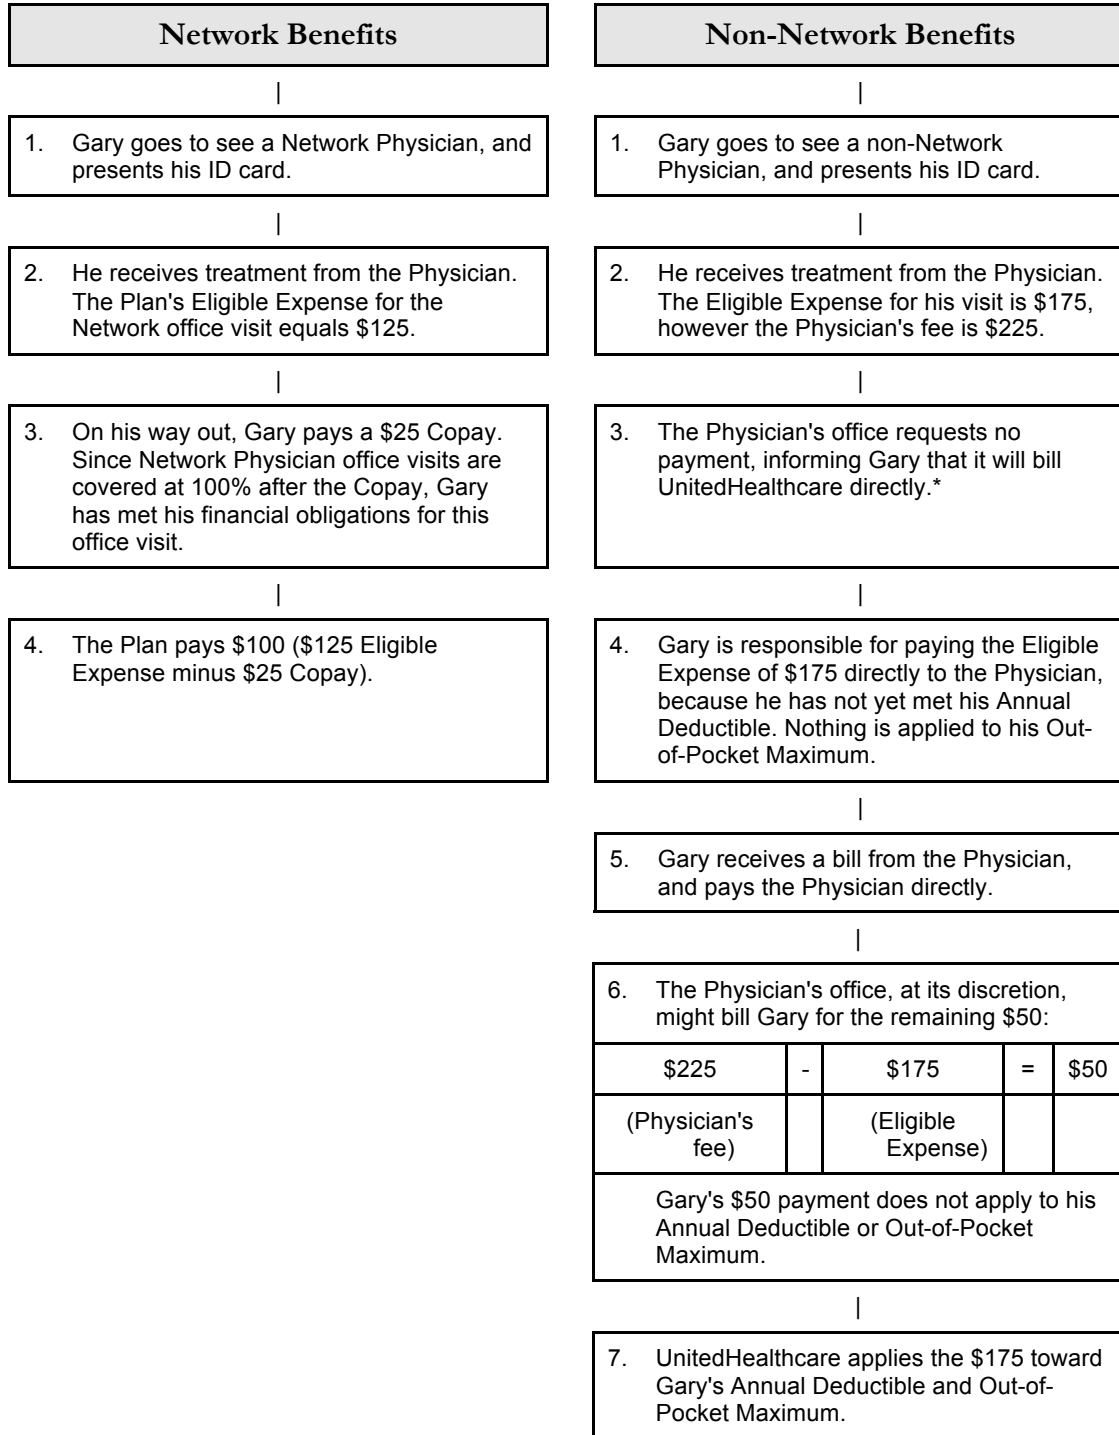 Network Benefits
|
1. Gary goes to see a Network Physician, and
presents his ID card.
|
2. He receives treatment from the Physician.
The Plan's Eligible Expense for the
Network office visit equals $125.
|
3. On his way out, Gary pays a $25 Copay.
Since Network Physician office visits are
covered at 100% after the Copay, Gary
has met his financial obligations for this
office visit.
|
4. The Plan pays $100 ($125 Eligible
Expense minus $25 Copay).
Non-Network Benefits
|
1. Gary goes to see a non-Network
Physician, and presents his ID card.
|
2. He receives treatment from the Physician.
The Eligible Expense for his visit is $175,
however the Physician's fee is $225.
|
3. The Physician's office requests no
payment, informing Gary that it will bill
UnitedHealthcare directly.*
|
4. Gary is responsible for paying the Eligible
Expense of $175 directly to the Physician,
because he has not yet met his Annual
Deductible. Nothing is applied to his Out-
of-Pocket Maximum.
|
5. Gary receives a bill from the Physician,
and pays the Physician directly.
|
6. The Physician's office, at its discretion,
might bill Gary for the remaining $50:
$225 - $175 = $50
(Physician's (Eligible
fee) Expense)
Gary's $50 payment does not apply to his
Annual Deductible or Out-of-Pocket
Maximum.
|
7. UnitedHealthcare applies the $175 toward
Gary's Annual Deductible and Out-of-
Pocket Maximum.